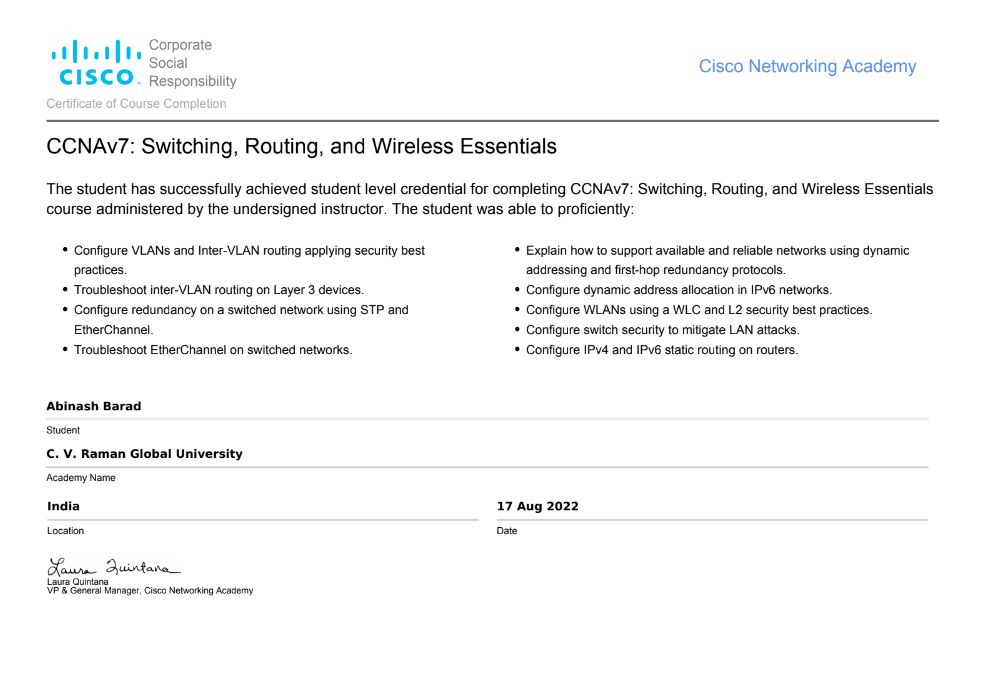 Corporate
Social
CISCO Responsibility
Cisco Networking Academy
Certificate of Course Completion
CCNAv7: Switching, Routing, and Wireless Essentials
The student has successfully achieved student level credential for completing CCNAv7: Switching, Routing, and Wireless Essentials
course administered by the undersigned instructor. The student was able to proficiently:
• Configure VLANs and Inter-VLAN routing applying security best
practices.
• Troubleshoot inter-VLAN routing on Layer 3 devices.
• Configure redundancy on a switched network using STP and
EtherChannel.
• Troubleshoot EtherChannel on switched networks.
• Explain how to support available and reliable networks using dynamic
addressing and first-hop redundancy protocols.
• Configure dynamic address allocation in IPv6 networks.
• Configure WLANs using a WLC and L2 security best practices.
• Configure switch security to mitigate LAN attacks.
• Configure IPv4 and IPv6 static routing on routers.
Abinash Barad
Student
C. V. Raman Global University
Academy Name
India
Location
17 Aug 2022
Date
Laura Quintana
Laura Quintana
VP & General Manager, Cisco Networking Academy